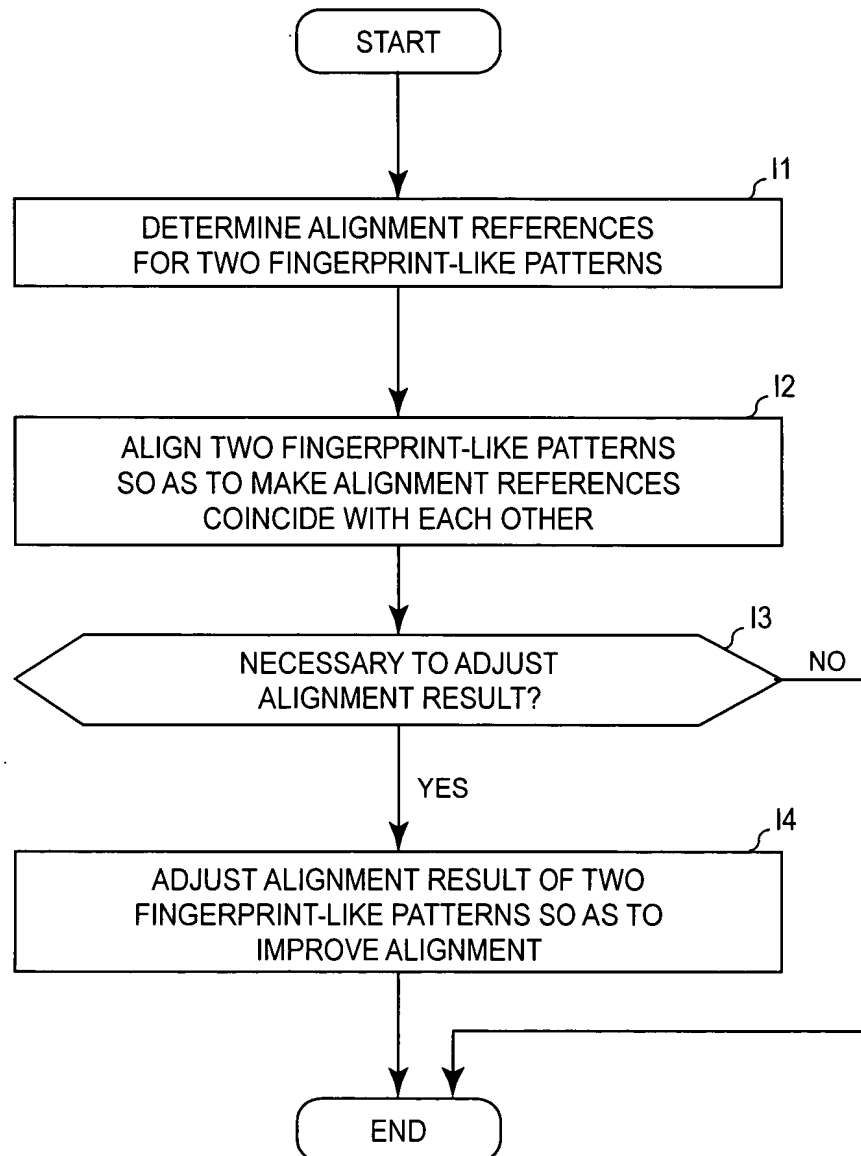 START
I1
DETERMINE ALIGNMENT REFERENCES
FOR TWO FINGERPRINT-LIKE PATTERNS
I2
ALIGN TWO FINGERPRINT-LIKE PATTERNS
SO AS TO MAKE ALIGNMENT REFERENCES
COINCIDE WITH EACH OTHER
I3
NECESSARY TO ADJUST
ALIGNMENT RESULT?
NO
YES
I4
ADJUST ALIGNMENT RESULT OF TWO
FINGERPRINT-LIKE PATTERNS SO AS TO
IMPROVE ALIGNMENT
END